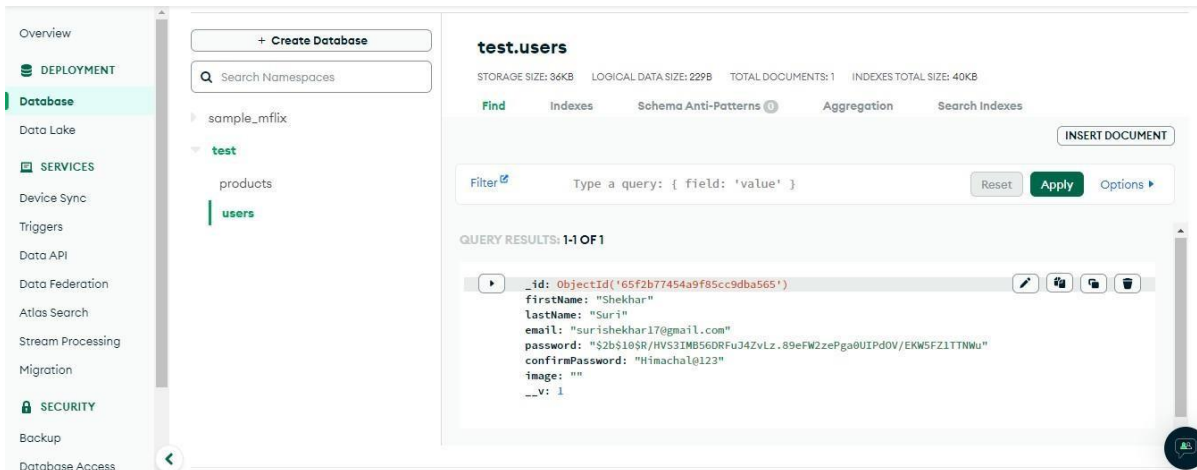 Overview
DEPLOYMENT
Database
Data Lake
SERVICES
Device Sync
Triggers
Data API
Data Federation
Atlas Search
Stream Processing
Migration
SECURITY
Backup
Database Access
+ Create Database
Search Namespaces
sample_mflix
test
products
users
test.users
STORAGE SIZE: 36KB LOGICAL DATA SIZE: 229B TOTAL DOCUMENTS: 1 INDEXES TOTAL SIZE: 40KB
Find Indexes Schema Anti-Patterns 0 Aggregation Search Indexes
INSERT DOCUMENT
Filter Type a query: { field: 'value' } Reset Apply Options
QUERY RESULTS: 1-1 OF 1
_id: ObjectId('65f2b77454a9f85cc9dba565')
firstName: "Shekhar"
lastName: "Suri"
email: "surishekhar17@gmail.com"
password: "$2b$10$R/HVS3IMB56DRFuJ4ZvLz.89eFW2zePga0UIPdOV/EKW5FZ1TTNWu"
confirmPassword: "Himachal@123"
image: ""
__v: 1